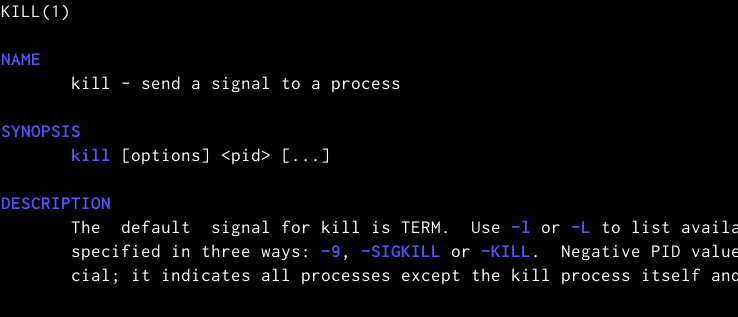 KILL(1)
NAME
kill - send a signal to a process
SYNOPSIS
kill [options] <pid> [...]
DESCRIPTION
The  default  signal for kill is TERM.  Use -l or -L to list availa
specified in three ways: -9, -SIGKILL or -KILL.  Negative PID value
cial; it indicates all processes except the kill process itself and